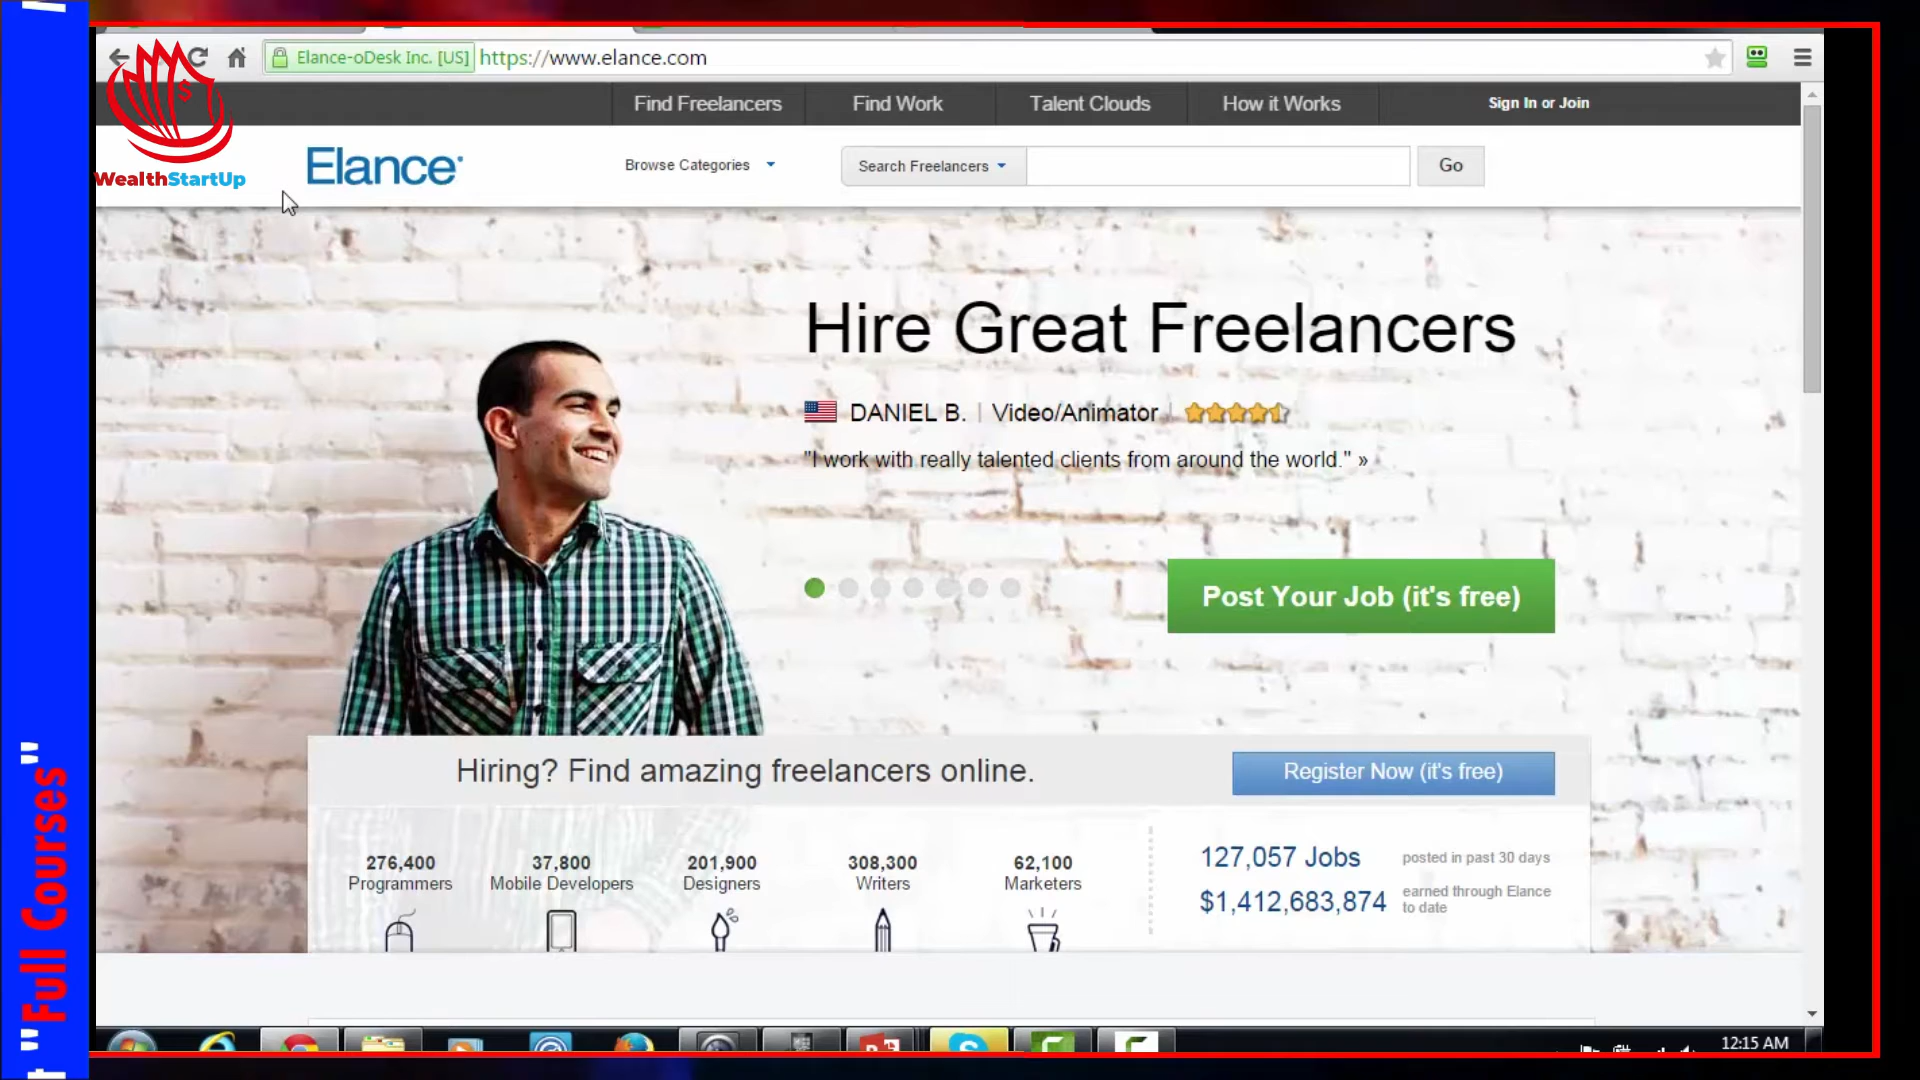 Elance-oDesk Inc. [US] https://www.elance.com
Find Freelancers Find Work Talent Clouds How it Works Sign In or Join
WealthStartUp
Elance
Browse Categories
Search Freelancers
Go
Hire Great Freelancers
DANIEL B. | Video/Animator |
"I work with really talented clients from around the world." »
Post Your Job (it's free)
Hiring? Find amazing freelancers online.
Register Now (it's free)
276,400
Programmers
37,800
Mobile Developers
201,900
Designers
308,300
Writers
62,100
Marketers
127,057 Jobs
posted in past 30 days
$1,412,683,874
earned through Elance
to date
12:15 AM
"Full Courses"